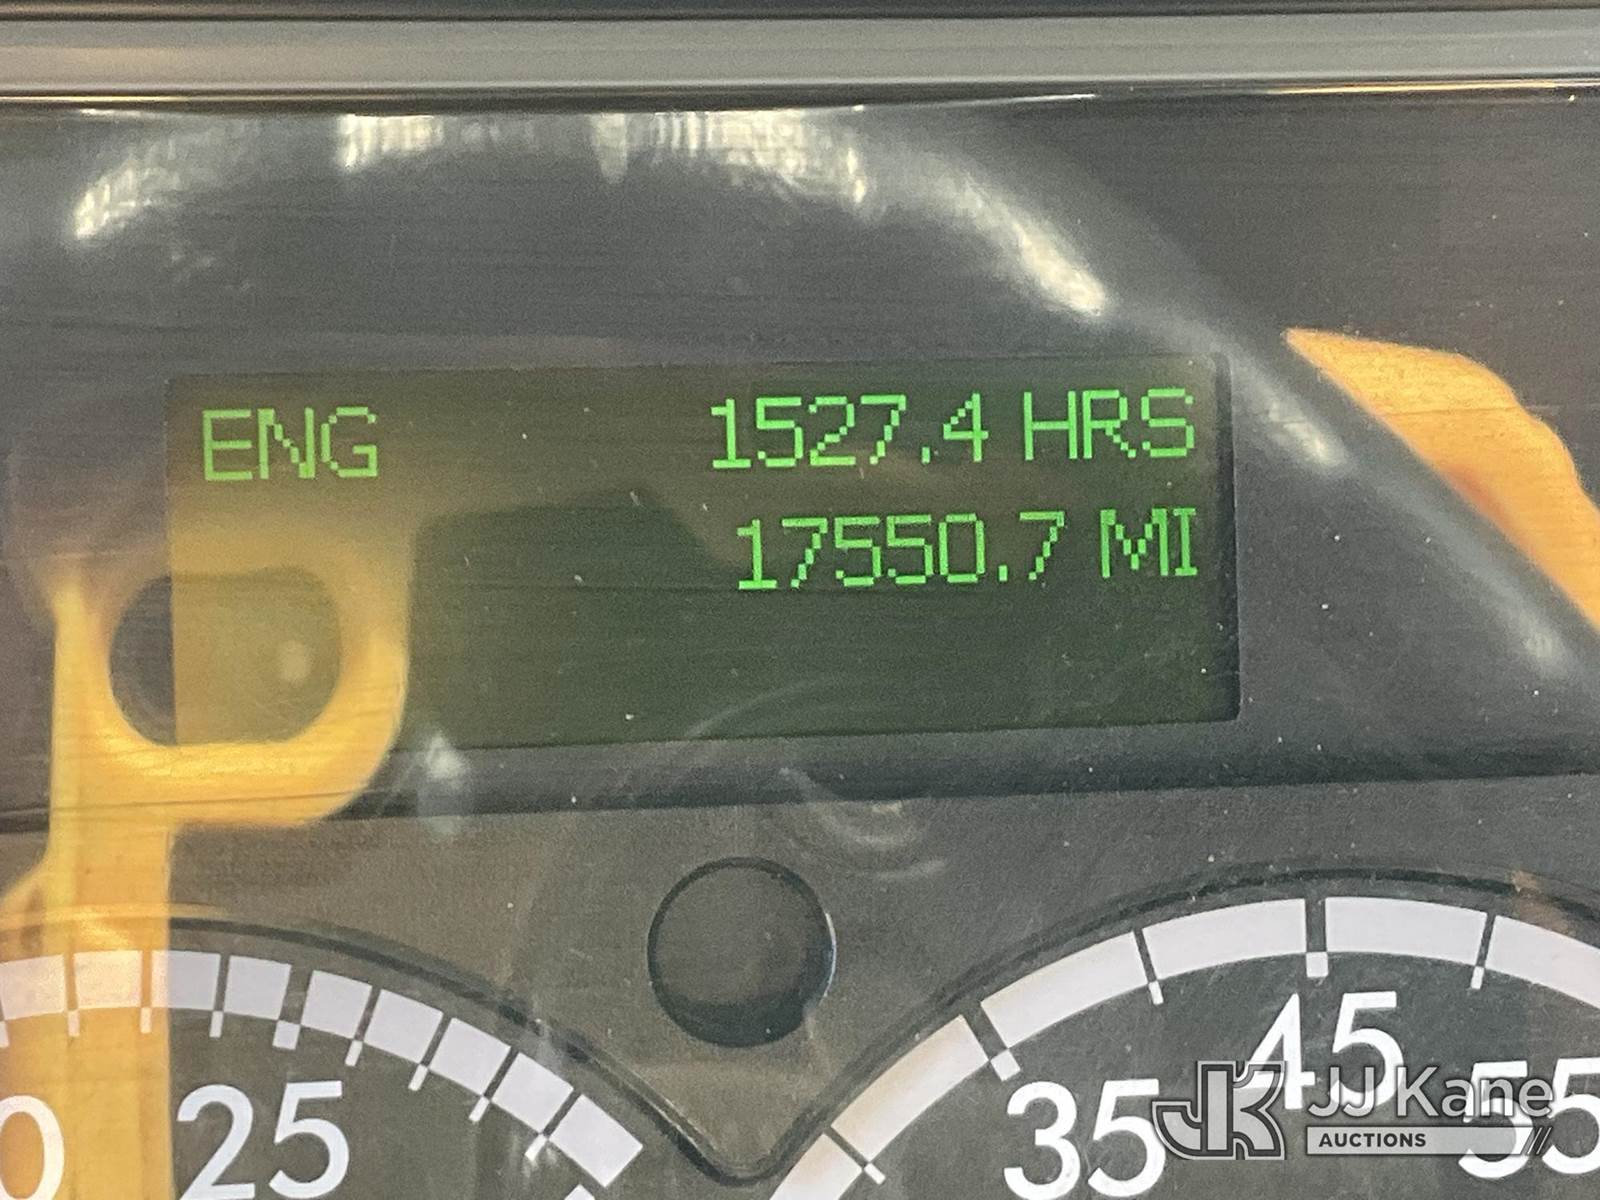 ENG 1527.4 HRS
17550.7 MI
25
35
45
55
JJ Kane
AUCTIONS